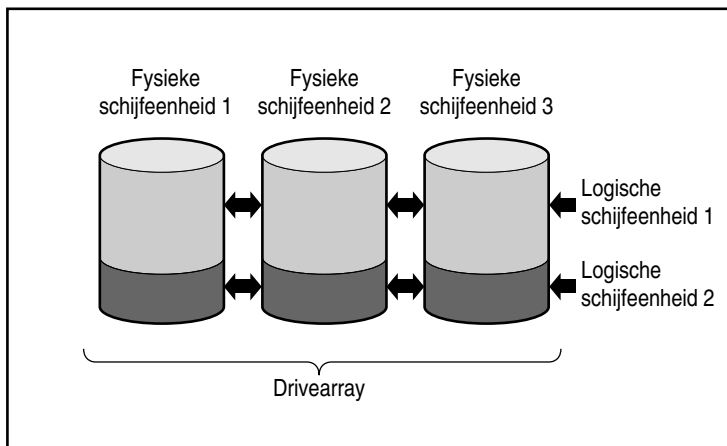 Fysieke
schijfeenheid 1
Fysieke
schijfeenheid 2
Fysieke
schijfeenheid 3
Logische
schijfeenheid 1
Logische
schijfeenheid 2
Drivearray